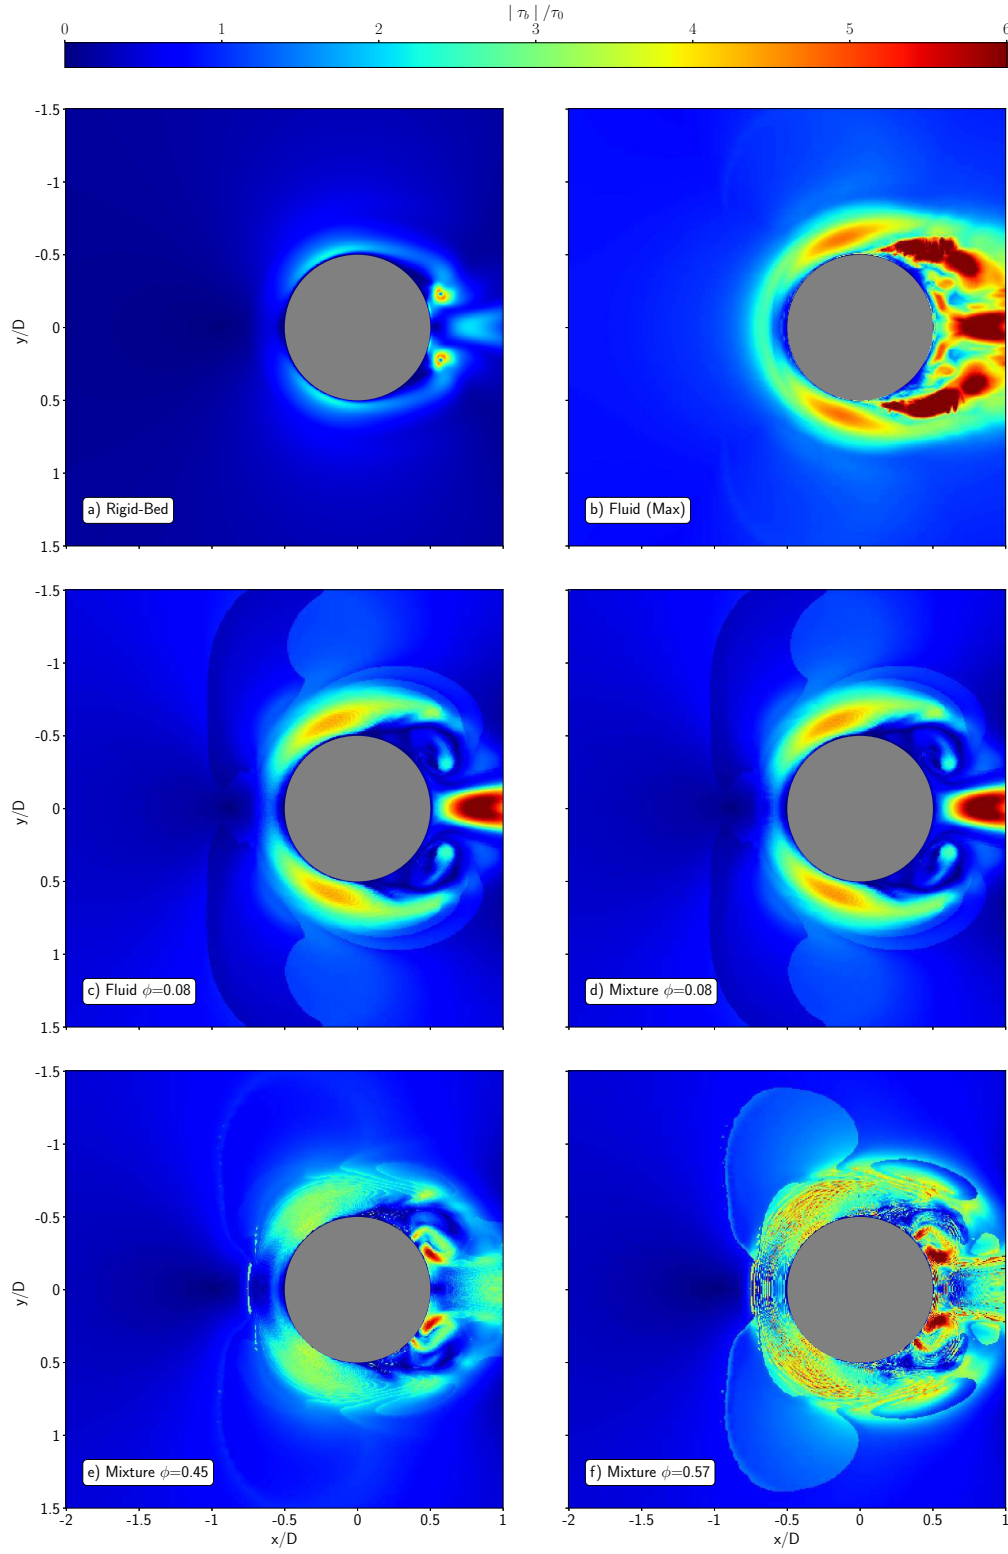 | τ_b | /τ_0
0 1 2 3 4 5 6
-1.5
-1
-0.5
0
0.5
1
1.5
y/D
a) Rigid-Bed
b) Fluid (Max)
-1.5
-1
-0.5
0
0.5
1
1.5
y/D
c) Fluid ϕ=0.08
d) Mixture ϕ=0.08
-1.5
-1
-0.5
0
0.5
1
1.5
y/D
e) Mixture ϕ=0.45
f) Mixture ϕ=0.57
-2 -1.5 -1 -0.5 0 0.5 1
-2 -1.5 -1 -0.5 0 0.5 1
x/D
x/D